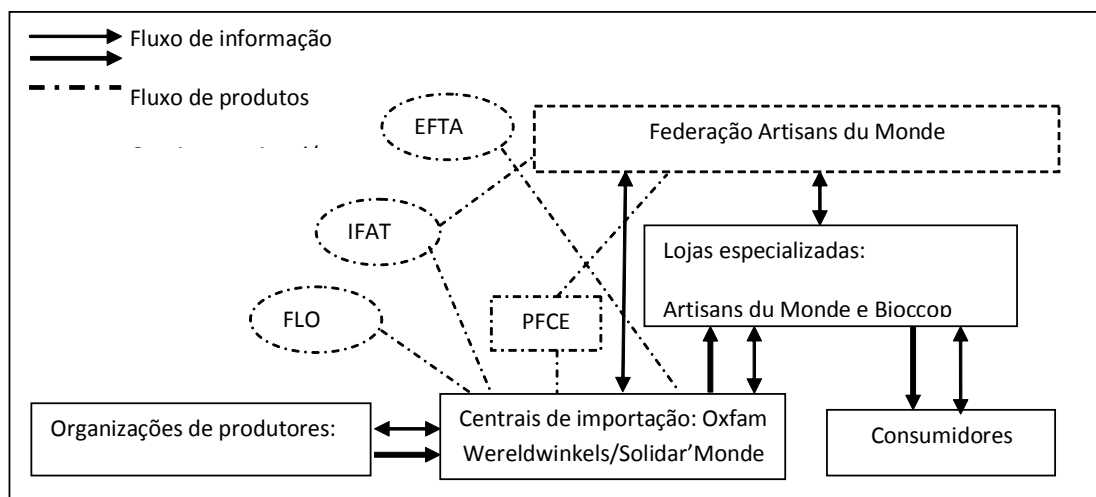 Fluxo de informação
Fluxo de produtos
EFTA
Federação Artisans du Monde
IFAT
Lojas especializadas:
Artisans du Monde e Bioccop
FLO
PFCE
Organizações de produtores:
Centrais de importação: Oxfam
Wereldwinkels/Solidar'Monde
Consumidores